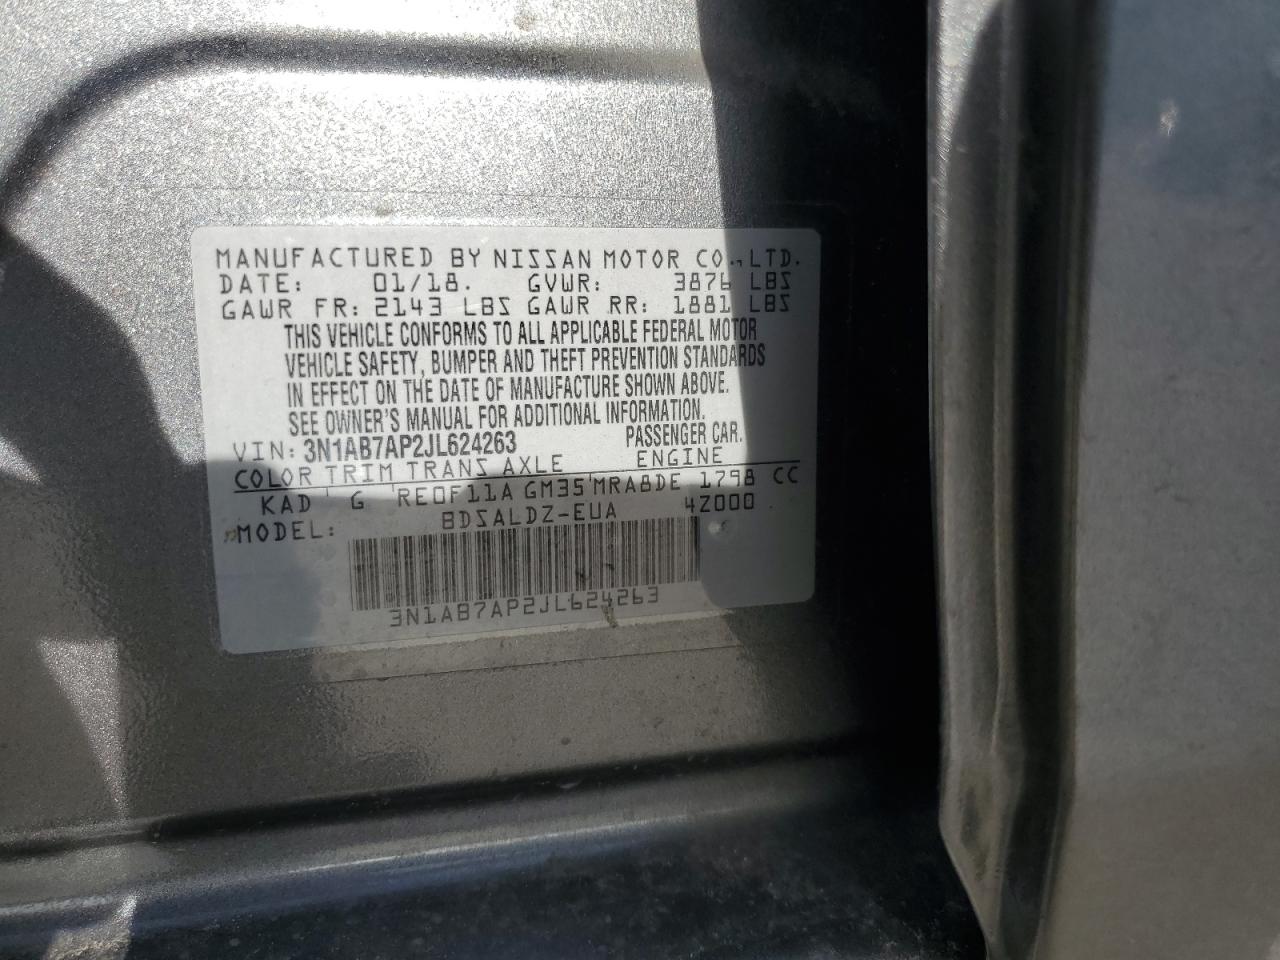 MANUFACTURED BY NISSAN MOTOR CO., LTD.
DATE: 01/18. GVWR: 3876 LBS
GAWR FR: 2143 LBS GAWR RR: 1881 LBS
THIS VEHICLE CONFORMS TO ALL APPLICABLE FEDERAL MOTOR
VEHICLE SAFETY, BUMPER AND THEFT PREVENTION STANDARDS
IN EFFECT ON THE DATE OF MANUFACTURE SHOWN ABOVE.
SEE OWNER'S MANUAL FOR ADDITIONAL INFORMATION.
VIN: 3N1AB7AP2JL624263 PASSENGER CAR.
COLOR TRIM TRANS AXLE ENGINE
KAD G RE0F11A GM35 MRA8DE 1798 CC
MODEL: BDSALDZ-EUA 4Z000
3N1AB7AP2JL624263